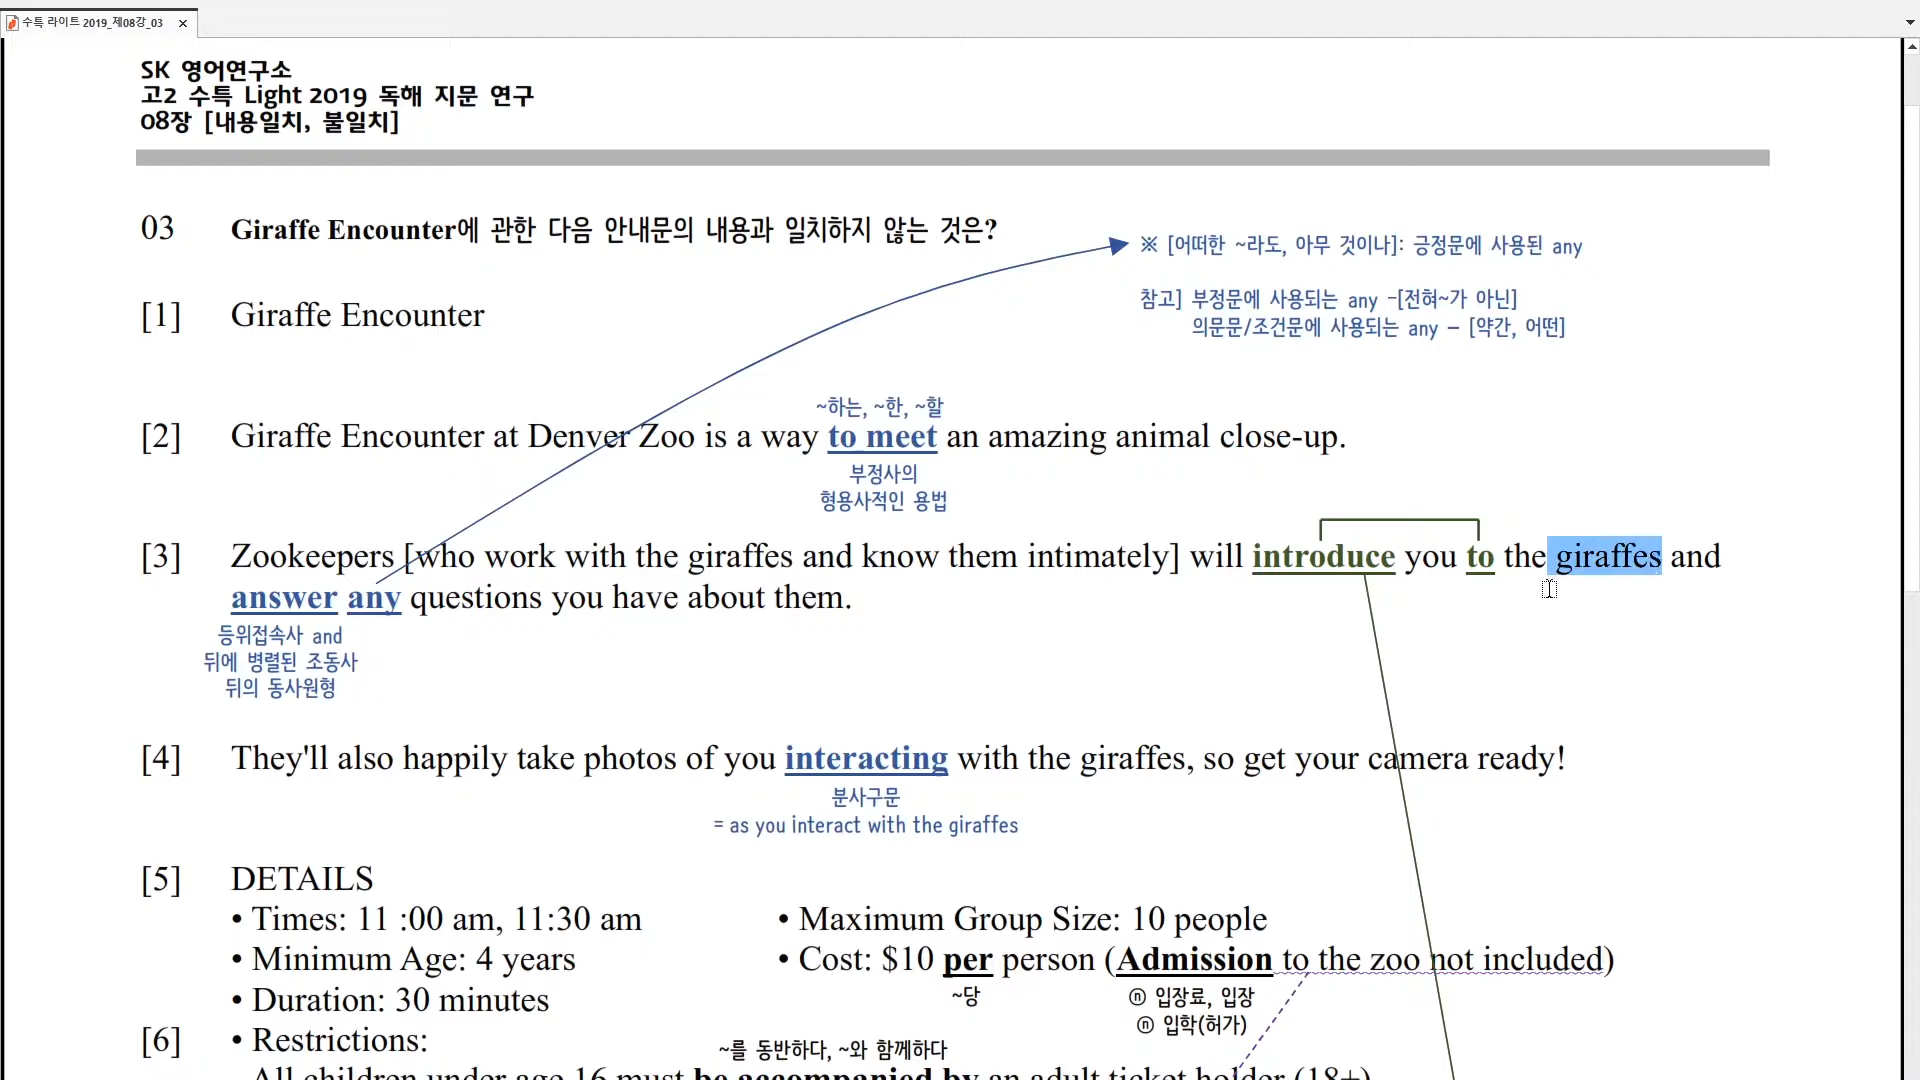 수특 라이트 2019_제08강_03
SK 영어연구소
고2 수특 Light 2019 독해 지문 연구
08장 [내용일치, 불일치]
03 Giraffe Encounter에 관한 다음 안내문의 내용과 일치하지 않는 것은?
※ [어떠한 ~라도, 아무 것이나]: 긍정문에 사용된 any
[1] Giraffe Encounter
참고] 부정문에 사용되는 any -[전혀~가 아닌]
의문문/조건문에 사용되는 any – [약간, 어떤]
~하는, ~한, ~할
[2] Giraffe Encounter at Denver Zoo is a way to meet an amazing animal close-up.
부정사의
형용사적인 용법
[3] Zookeepers [who work with the giraffes and know them intimately] will introduce you to the giraffes and
answer any questions you have about them.
등위접속사 and
뒤에 병렬된 조동사
뒤의 동사원형
[4] They'll also happily take photos of you interacting with the giraffes, so get your camera ready!
분사구문
= as you interact with the giraffes
[5] DETAILS
• Times: 11 :00 am, 11:30 am • Maximum Group Size: 10 people
• Minimum Age: 4 years • Cost: $10 per person (Admission to the zoo not included)
~당 ⓝ 입장료, 입장
• Duration: 30 minutes
ⓝ 입학(허가)
[6] • Restrictions:
~를 동반하다, ~와 함께하다
All children under age 16 must be accompanied by an adult ticket holder (18+)